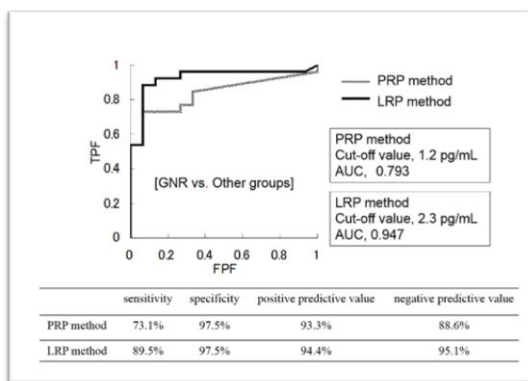 1
0.8
0.6
0.4
0.2
0
TPF
0 0.2 0.4 0.6 0.8 1
FPF
[GNR vs. Other groups]
PRP method
LRP method
PRP method
Cut-off value, 1.2 pg/mL
AUC, 0.793
LRP method
Cut-off value, 2.3 pg/mL
AUC, 0.947
sensitivity specificity positive predictive value negative predictive value
PRP method 73.1% 97.5% 93.3% 88.6%
LRP method 89.5% 97.5% 94.4% 95.1%